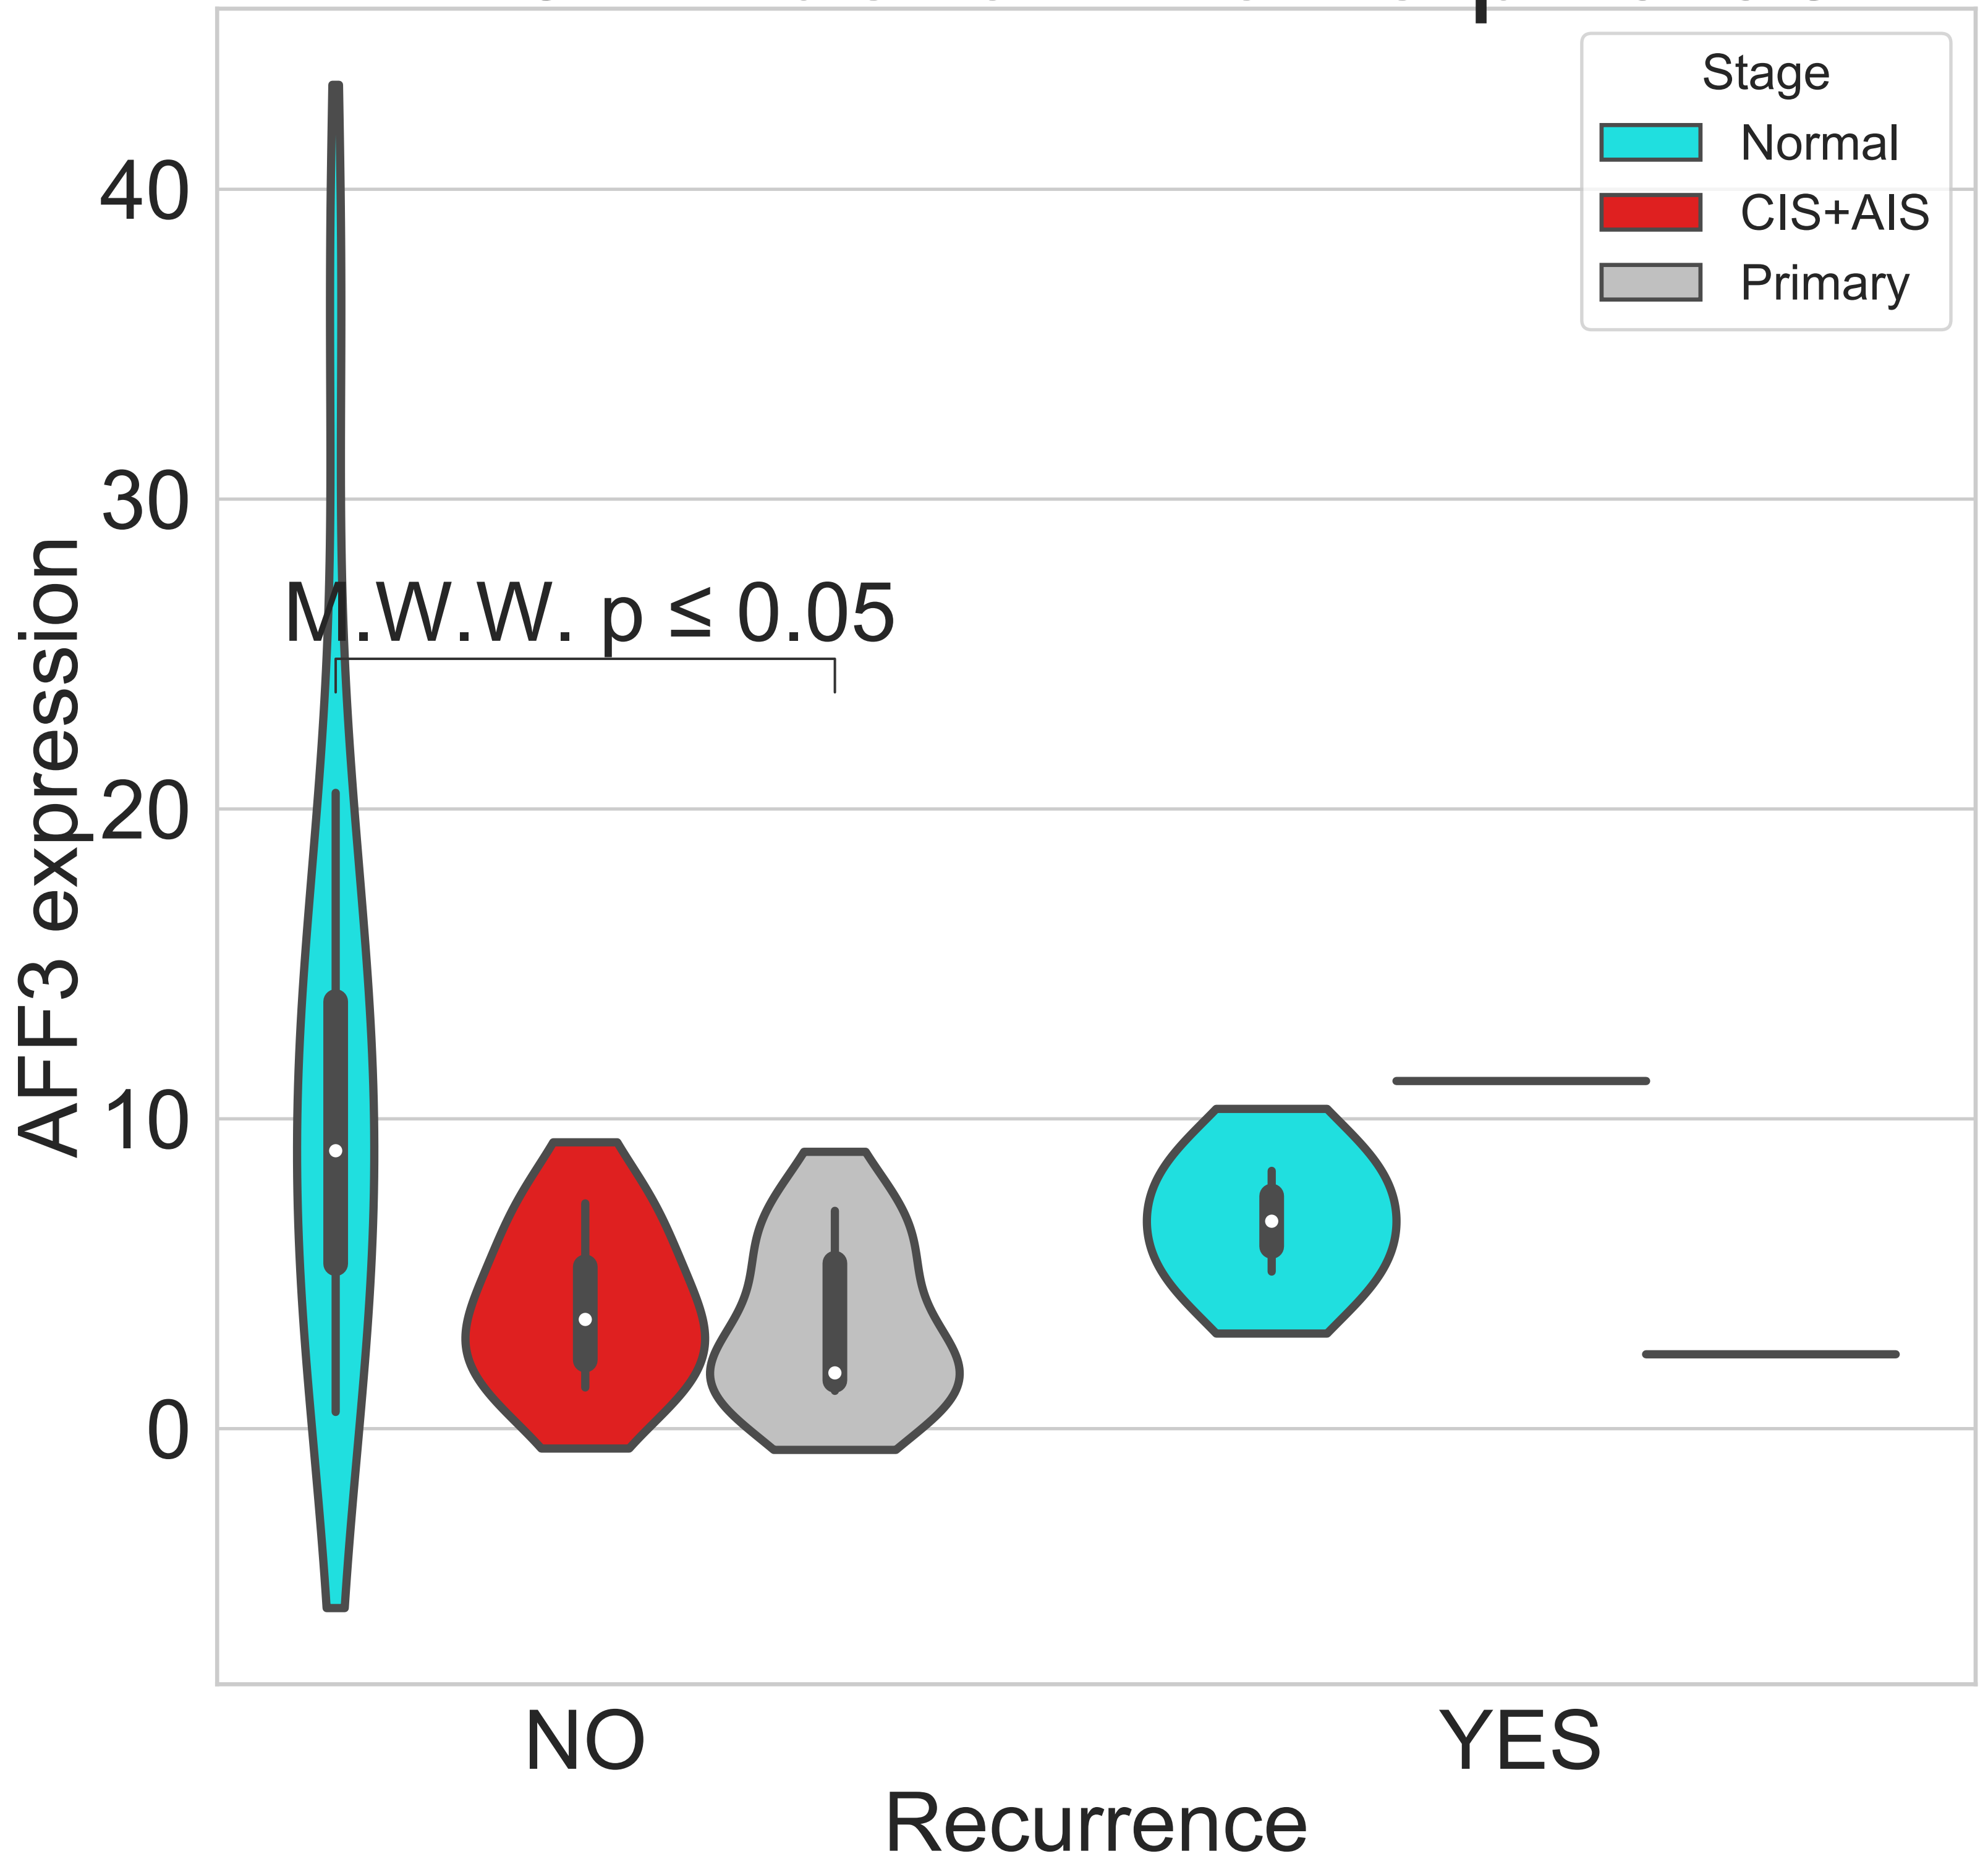 Stage
Normal
CIS+AIS
Primary
40
30
20
10
0
AFF3 expression
M.W.W. p ≤ 0.05
NO
YES
Recurrence